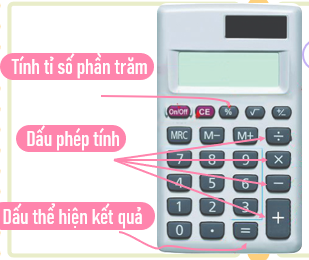 Tính tỉ số phần trăm
On/Off CE % √ +/-
MRC M− M+ ÷
Dấu phép tính
7 8 9 ×
4 5 6 −
Dấu thể hiện kết quả
1 2 3 +
0 · =